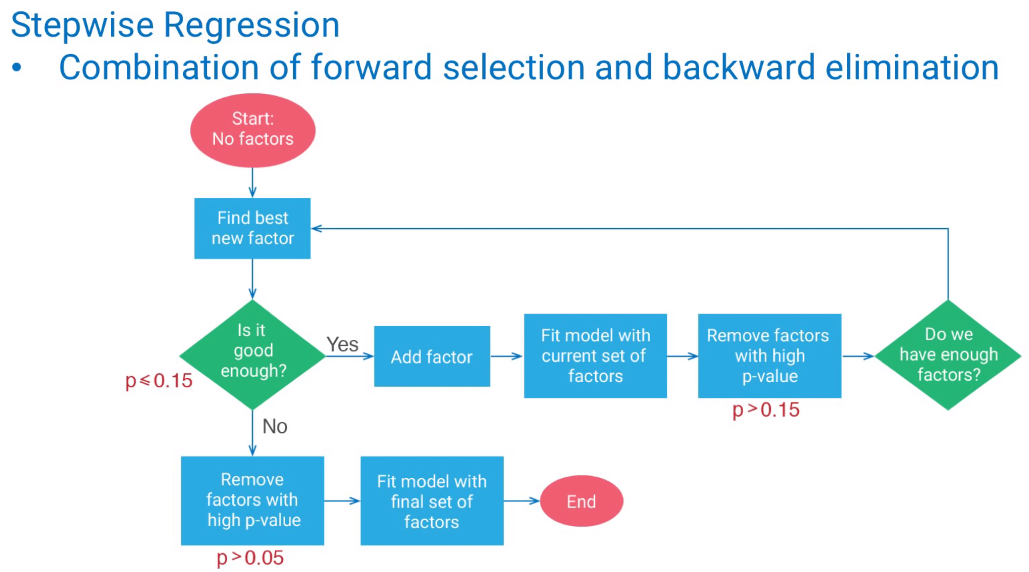 Stepwise Regression
• Combination of forward selection and backward elimination
Start:
No factors
Find best
new factor
Is it
good
enough?
p≤0.15
Yes
Add factor
Fit model with
current set of
factors
Remove factors
with high
p-value
p>0.15
Do we
have enough
factors?
No
Remove
factors with
high p-value
p>0.05
Fit model with
final set of
factors
End